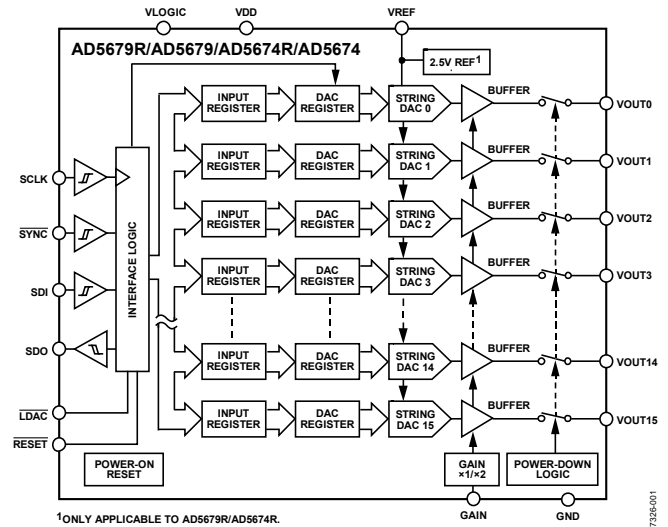 VLOGIC VDD VREF
AD5679R/AD5679/AD5674R/AD5674
2.5V REF1
INPUT REGISTER DAC REGISTER STRING DAC 0 BUFFER VOUT0
INPUT REGISTER DAC REGISTER STRING DAC 1 BUFFER VOUT1
INPUT REGISTER DAC REGISTER STRING DAC 2 BUFFER VOUT2
INPUT REGISTER DAC REGISTER STRING DAC 3 BUFFER VOUT3
INPUT REGISTER DAC REGISTER STRING DAC 14 BUFFER VOUT14
INPUT REGISTER DAC REGISTER STRING DAC 15 BUFFER VOUT15
SCLK
SYNC
SDI
SDO
LDAC
RESET
INTERFACE LOGIC
POWER-ON RESET
GAIN ×1/×2
POWER-DOWN LOGIC
GAIN GND
1ONLY APPLICABLE TO AD5679R/AD5674R.
7326-001